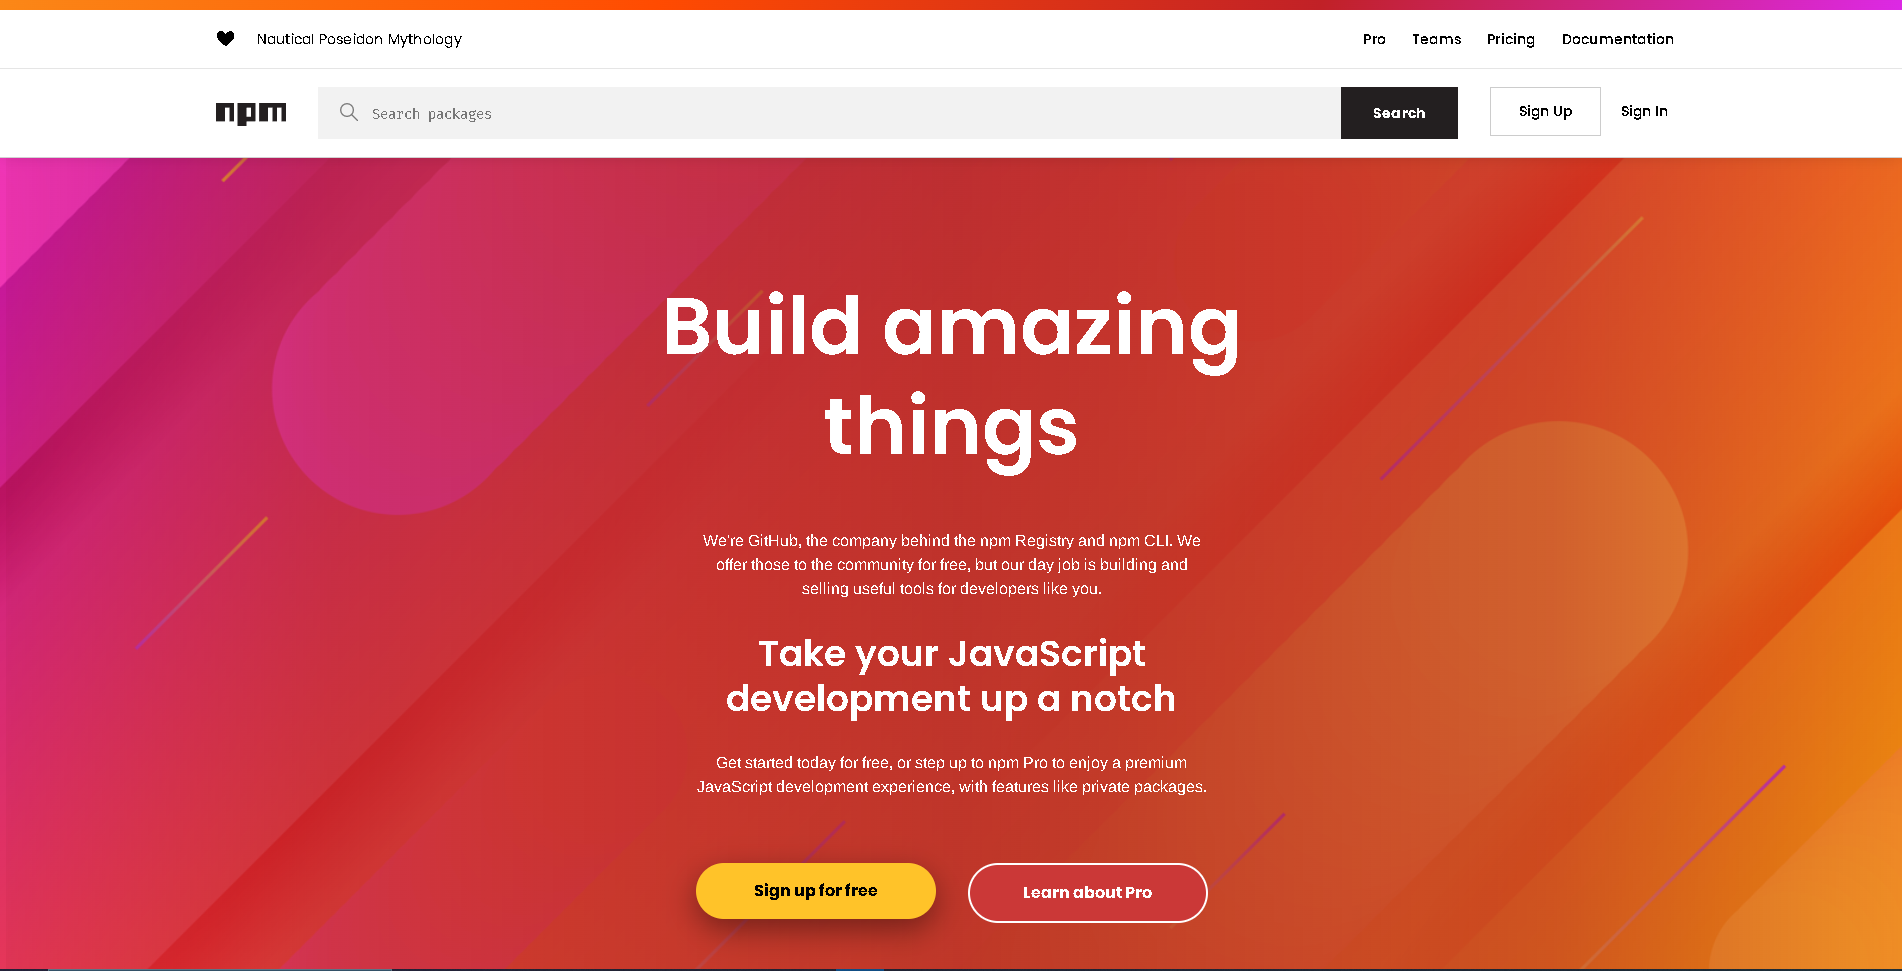 Nautical Poseidon Mythology
Pro Teams Pricing Documentation
npm
Search packages
Search
Sign Up
Sign In
Build amazing
things
We're GitHub, the company behind the npm Registry and npm CLI. We
offer those to the community for free, but our day job is building and
selling useful tools for developers like you.
Take your JavaScript
development up a notch
Get started today for free, or step up to npm Pro to enjoy a premium
JavaScript development experience, with features like private packages.
Sign up for free
Learn about Pro